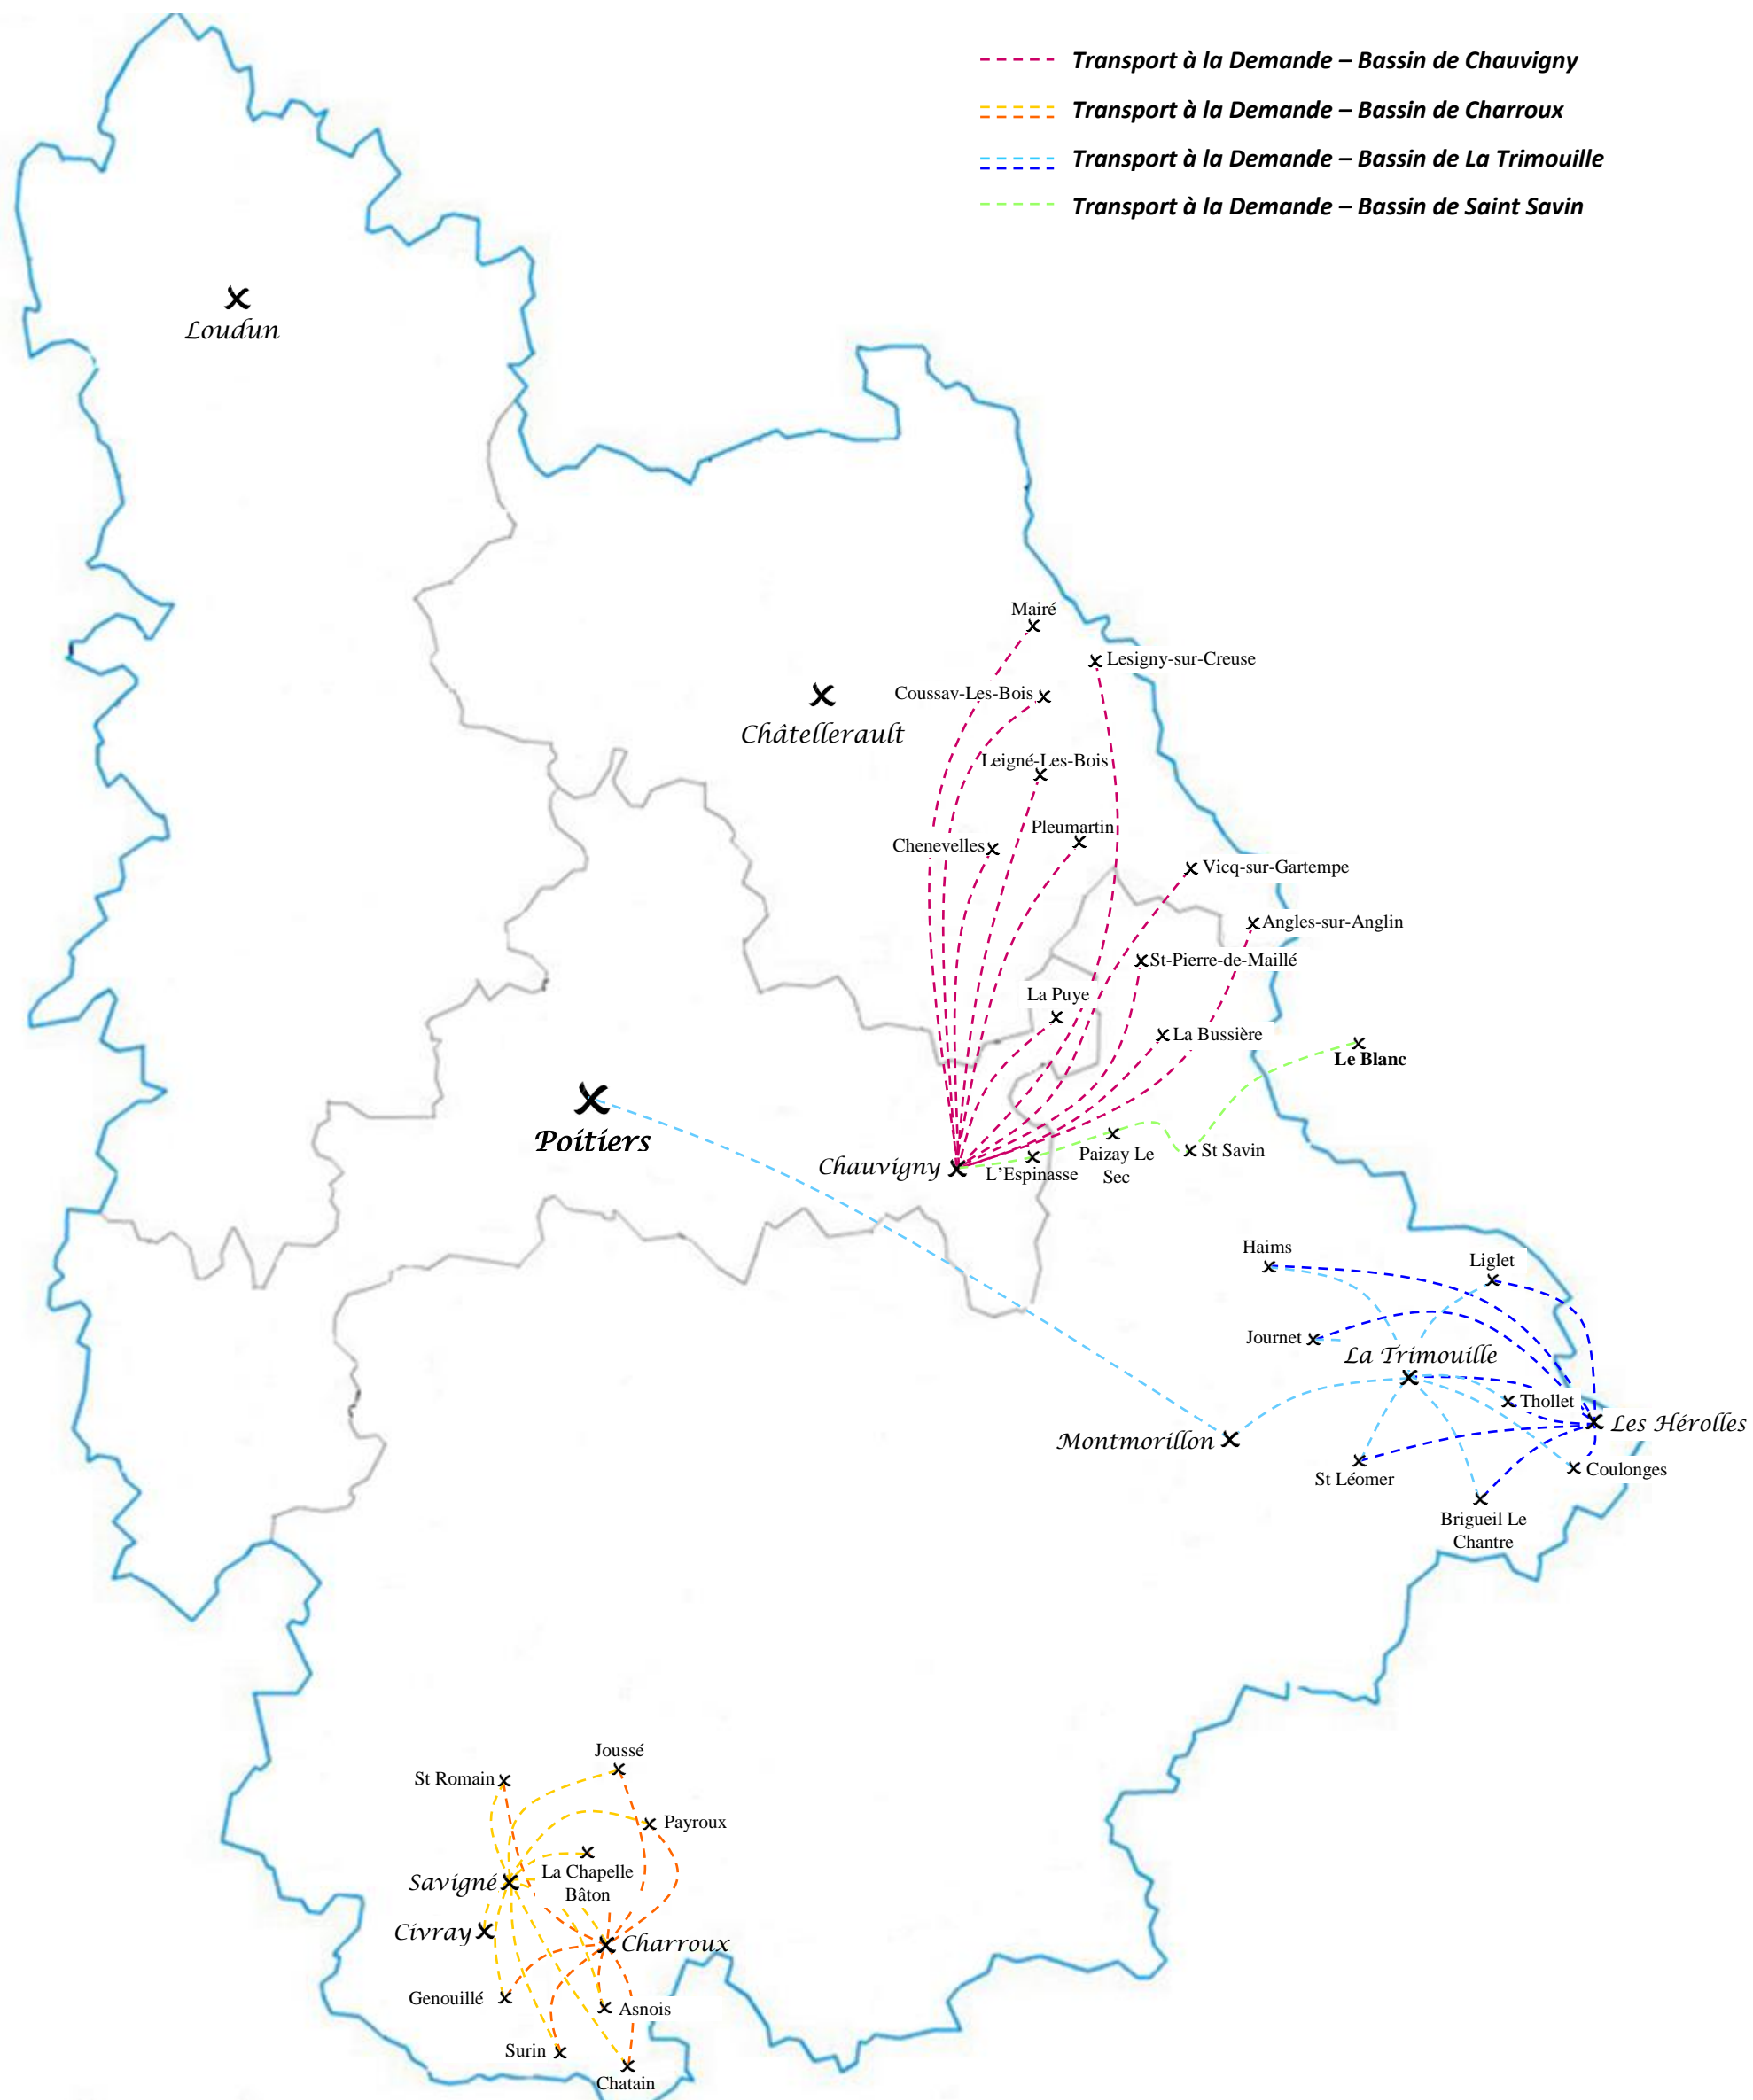 Transport à la Demande – Bassin de Chauvigny
Transport à la Demande – Bassin de Charroux
Transport à la Demande – Bassin de La Trimouille
Transport à la Demande – Bassin de Saint Savin
Loudun
Mairé
Lesigny-sur-Creuse
Coussay-Les-Bois
Châtellerault
Leigné-Les-Bois
Pleumartin
Chenevelles
Vicq-sur-Gartempe
Angles-sur-Anglin
St-Pierre-de-Maillé
La Puye
La Bussière
Le Blanc
Poitiers
Chauvigny
L'Espinasse
Paizay Le
Sec
St Savin
Haims
Liglet
Journet
La Trimouille
Thollet
Les Hérolles
Montmorillon
St Léomer
Coulonges
Brigueil Le
Chantre
Joussé
St Romain
Payroux
La Chapelle
Bâton
Savigné
Civray
Charroux
Genouillé
Asnois
Surin
Chatain